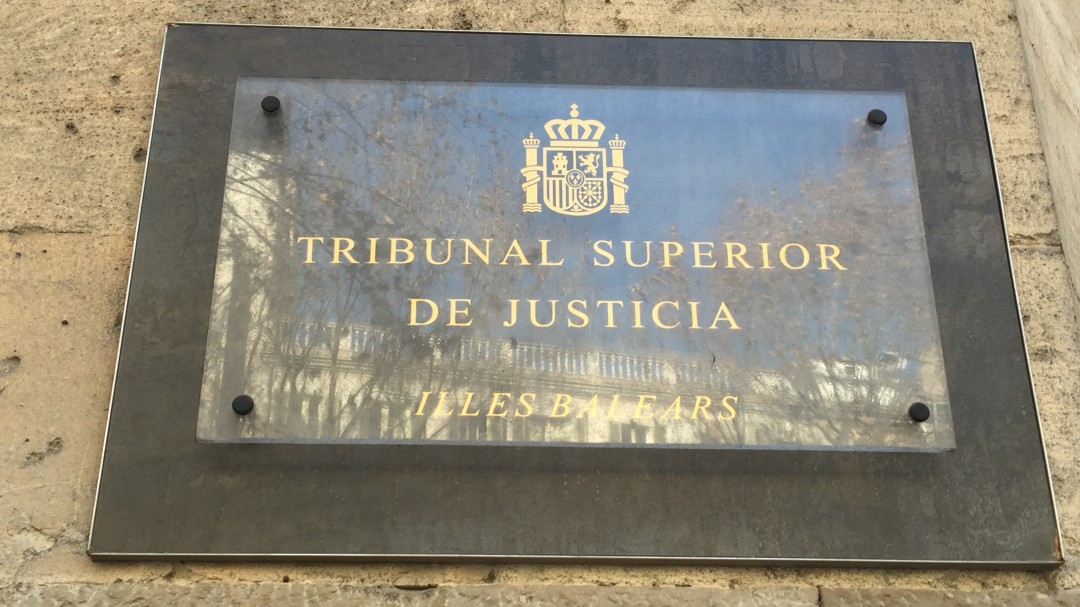 TRIBUNAL SUPERIOR
DE JUSTICIA
ILLES BALEARS